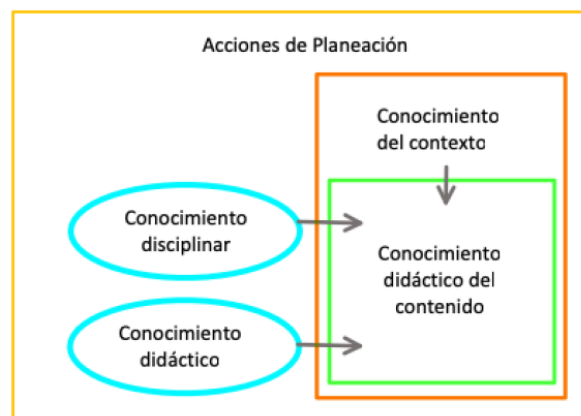 Acciones de Planeación
Conocimiento
del contexto
Conocimiento
disciplinar
Conocimiento
didáctico del
contenido
Conocimiento
didáctico